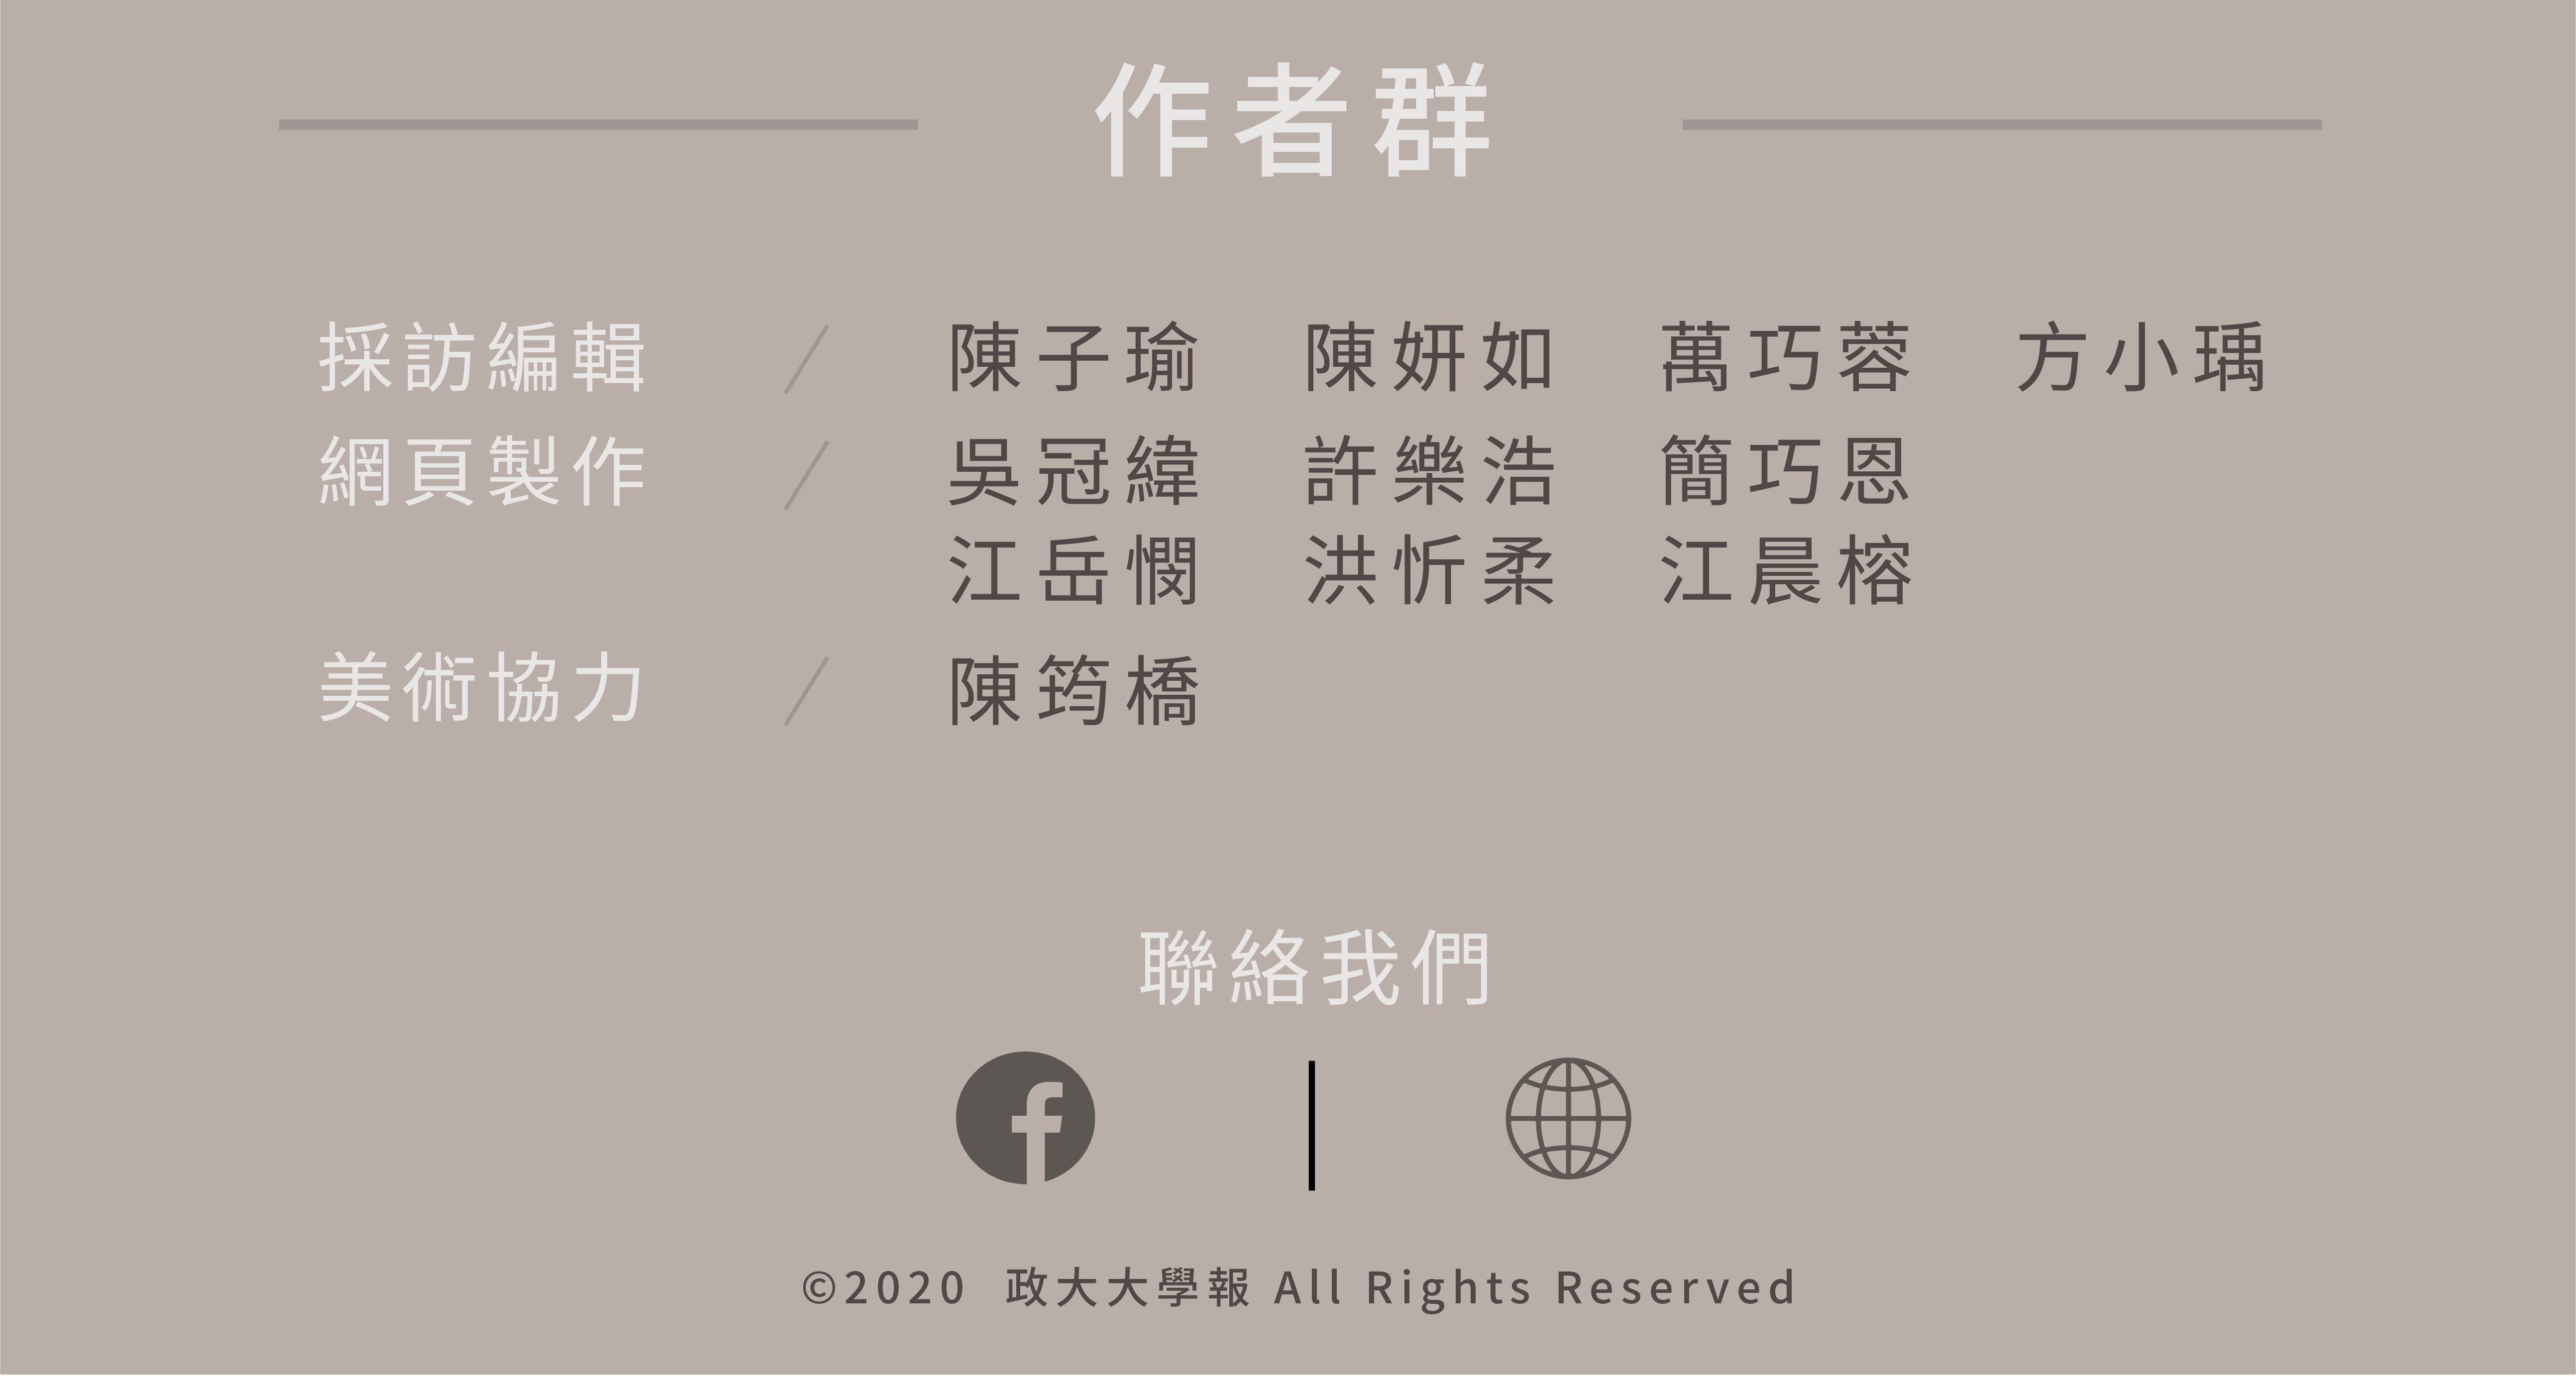 作者群
採訪編輯 / 陳子瑜 陳妍如 萬巧蓉 方小瑀
網頁製作 / 吳冠緯 許樂浩 簡巧恩
江岳憫 洪忻柔 江晨榕
美術協力 / 陳筠橋
聯絡我們
©2020 政大大學報 All Rights Reserved